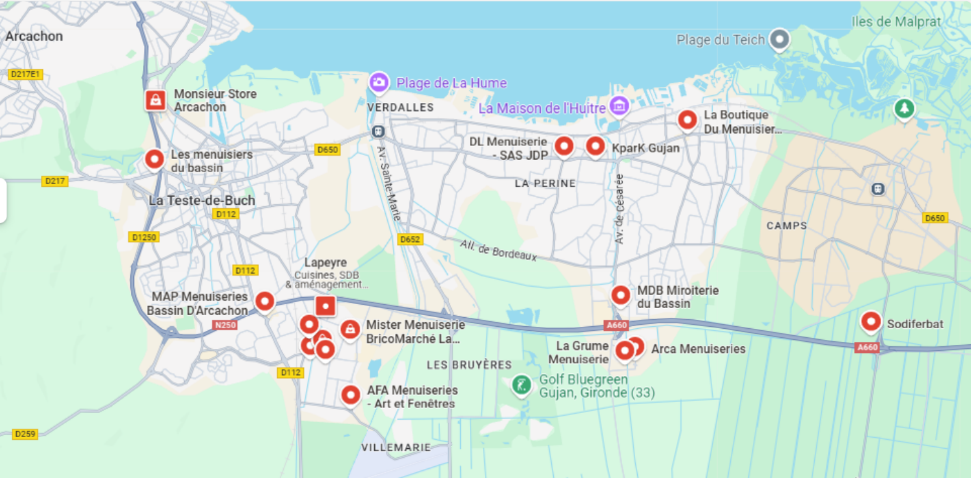 Iles de Malprat
Arcachon
Plage du Teich
D217E1
Plage de La Hume
Monsieur Store
Arcachon
VERDALLES
La Maison de l'Huitre
La Boutique
Du Menuisier...
DL Menuiserie
- SAS JDP
KparK Gujan
D650
Les menuisiers
du bassin
D217
LA PERINE
La Teste-de-Buch
D112
Av. Sainte-Marie
Av. de Césarée
D650
CAMPS
D1250
D652
All. de Bordeaux
D112
Lapeyre
Cuisines, SDB
& aménagement...
MAP Menuiseries
Bassin D'Arcachon
MDB Miroiterie
du Bassin
N250
Mister Menuiserie
BricoMarché La...
A660
Sodiferbat
La Grume
Menuiserie
Arca Menuiseries
A660
LES BRUYÈRES
D112
Golf Bluegreen
Gujan, Gironde (33)
AFA Menuiseries
- Art et Fenêtres
D259
VILLEMARIE